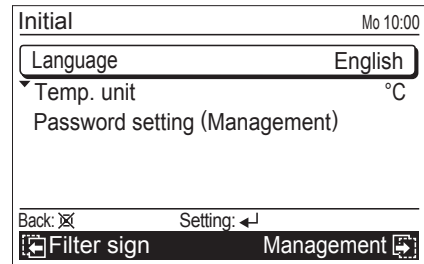 Initial Mo 10:00
Language English
Temp. unit °C
Password setting (Management)
Back: Setting:
Filter sign Management